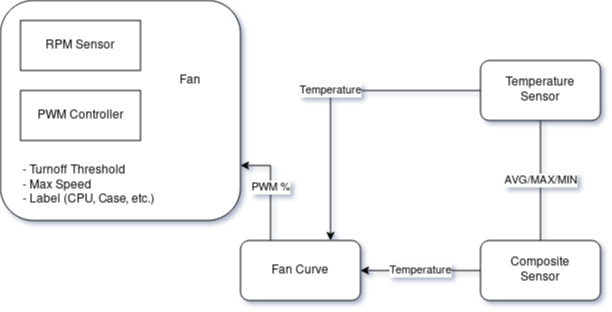 RPM Sensor
Fan
PWM Controller
- Turnoff Threshold
- Max Speed
- Label (CPU, Case, etc.)
PWM %
Temperature
Temperature
Sensor
AVG/MAX/MIN
Fan Curve
Temperature
Composite
Sensor